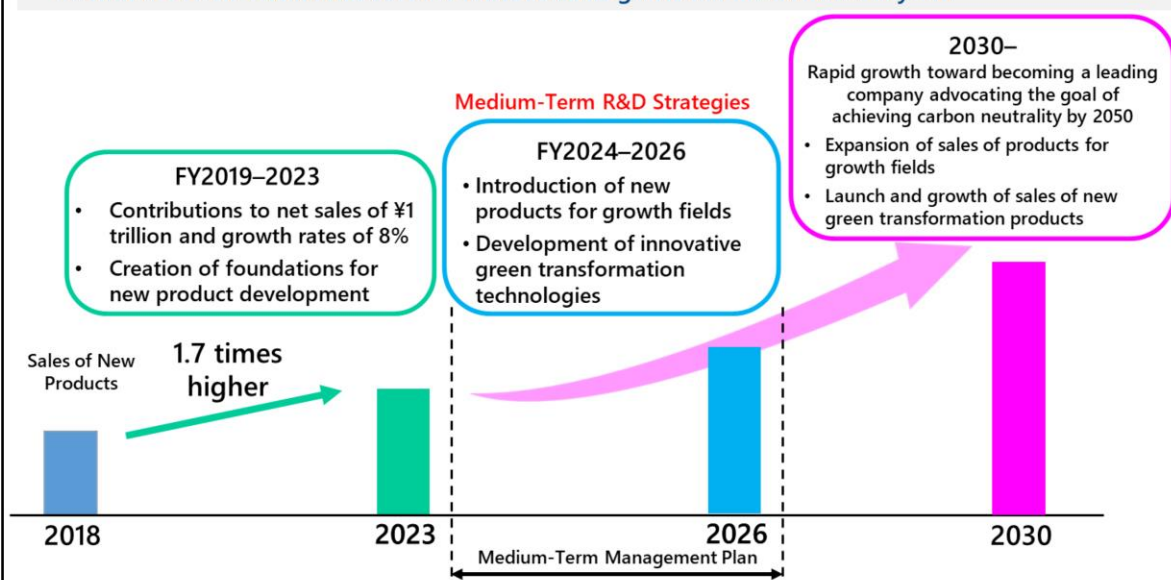 2030–
Rapid growth toward becoming a leading
company advocating the goal of
achieving carbon neutrality by 2050
• Expansion of sales of products for
growth fields
• Launch and growth of sales of new
green transformation products
Medium-Term R&D Strategies
FY2024–2026
• Introduction of new
products for growth fields
• Development of innovative
green transformation
technologies
FY2019–2023
• Contributions to net sales of ¥1
trillion and growth rates of 8%
• Creation of foundations for
new product development
Sales of New
Products
1.7 times
higher
2018
2023
2026
2030
Medium-Term Management Plan